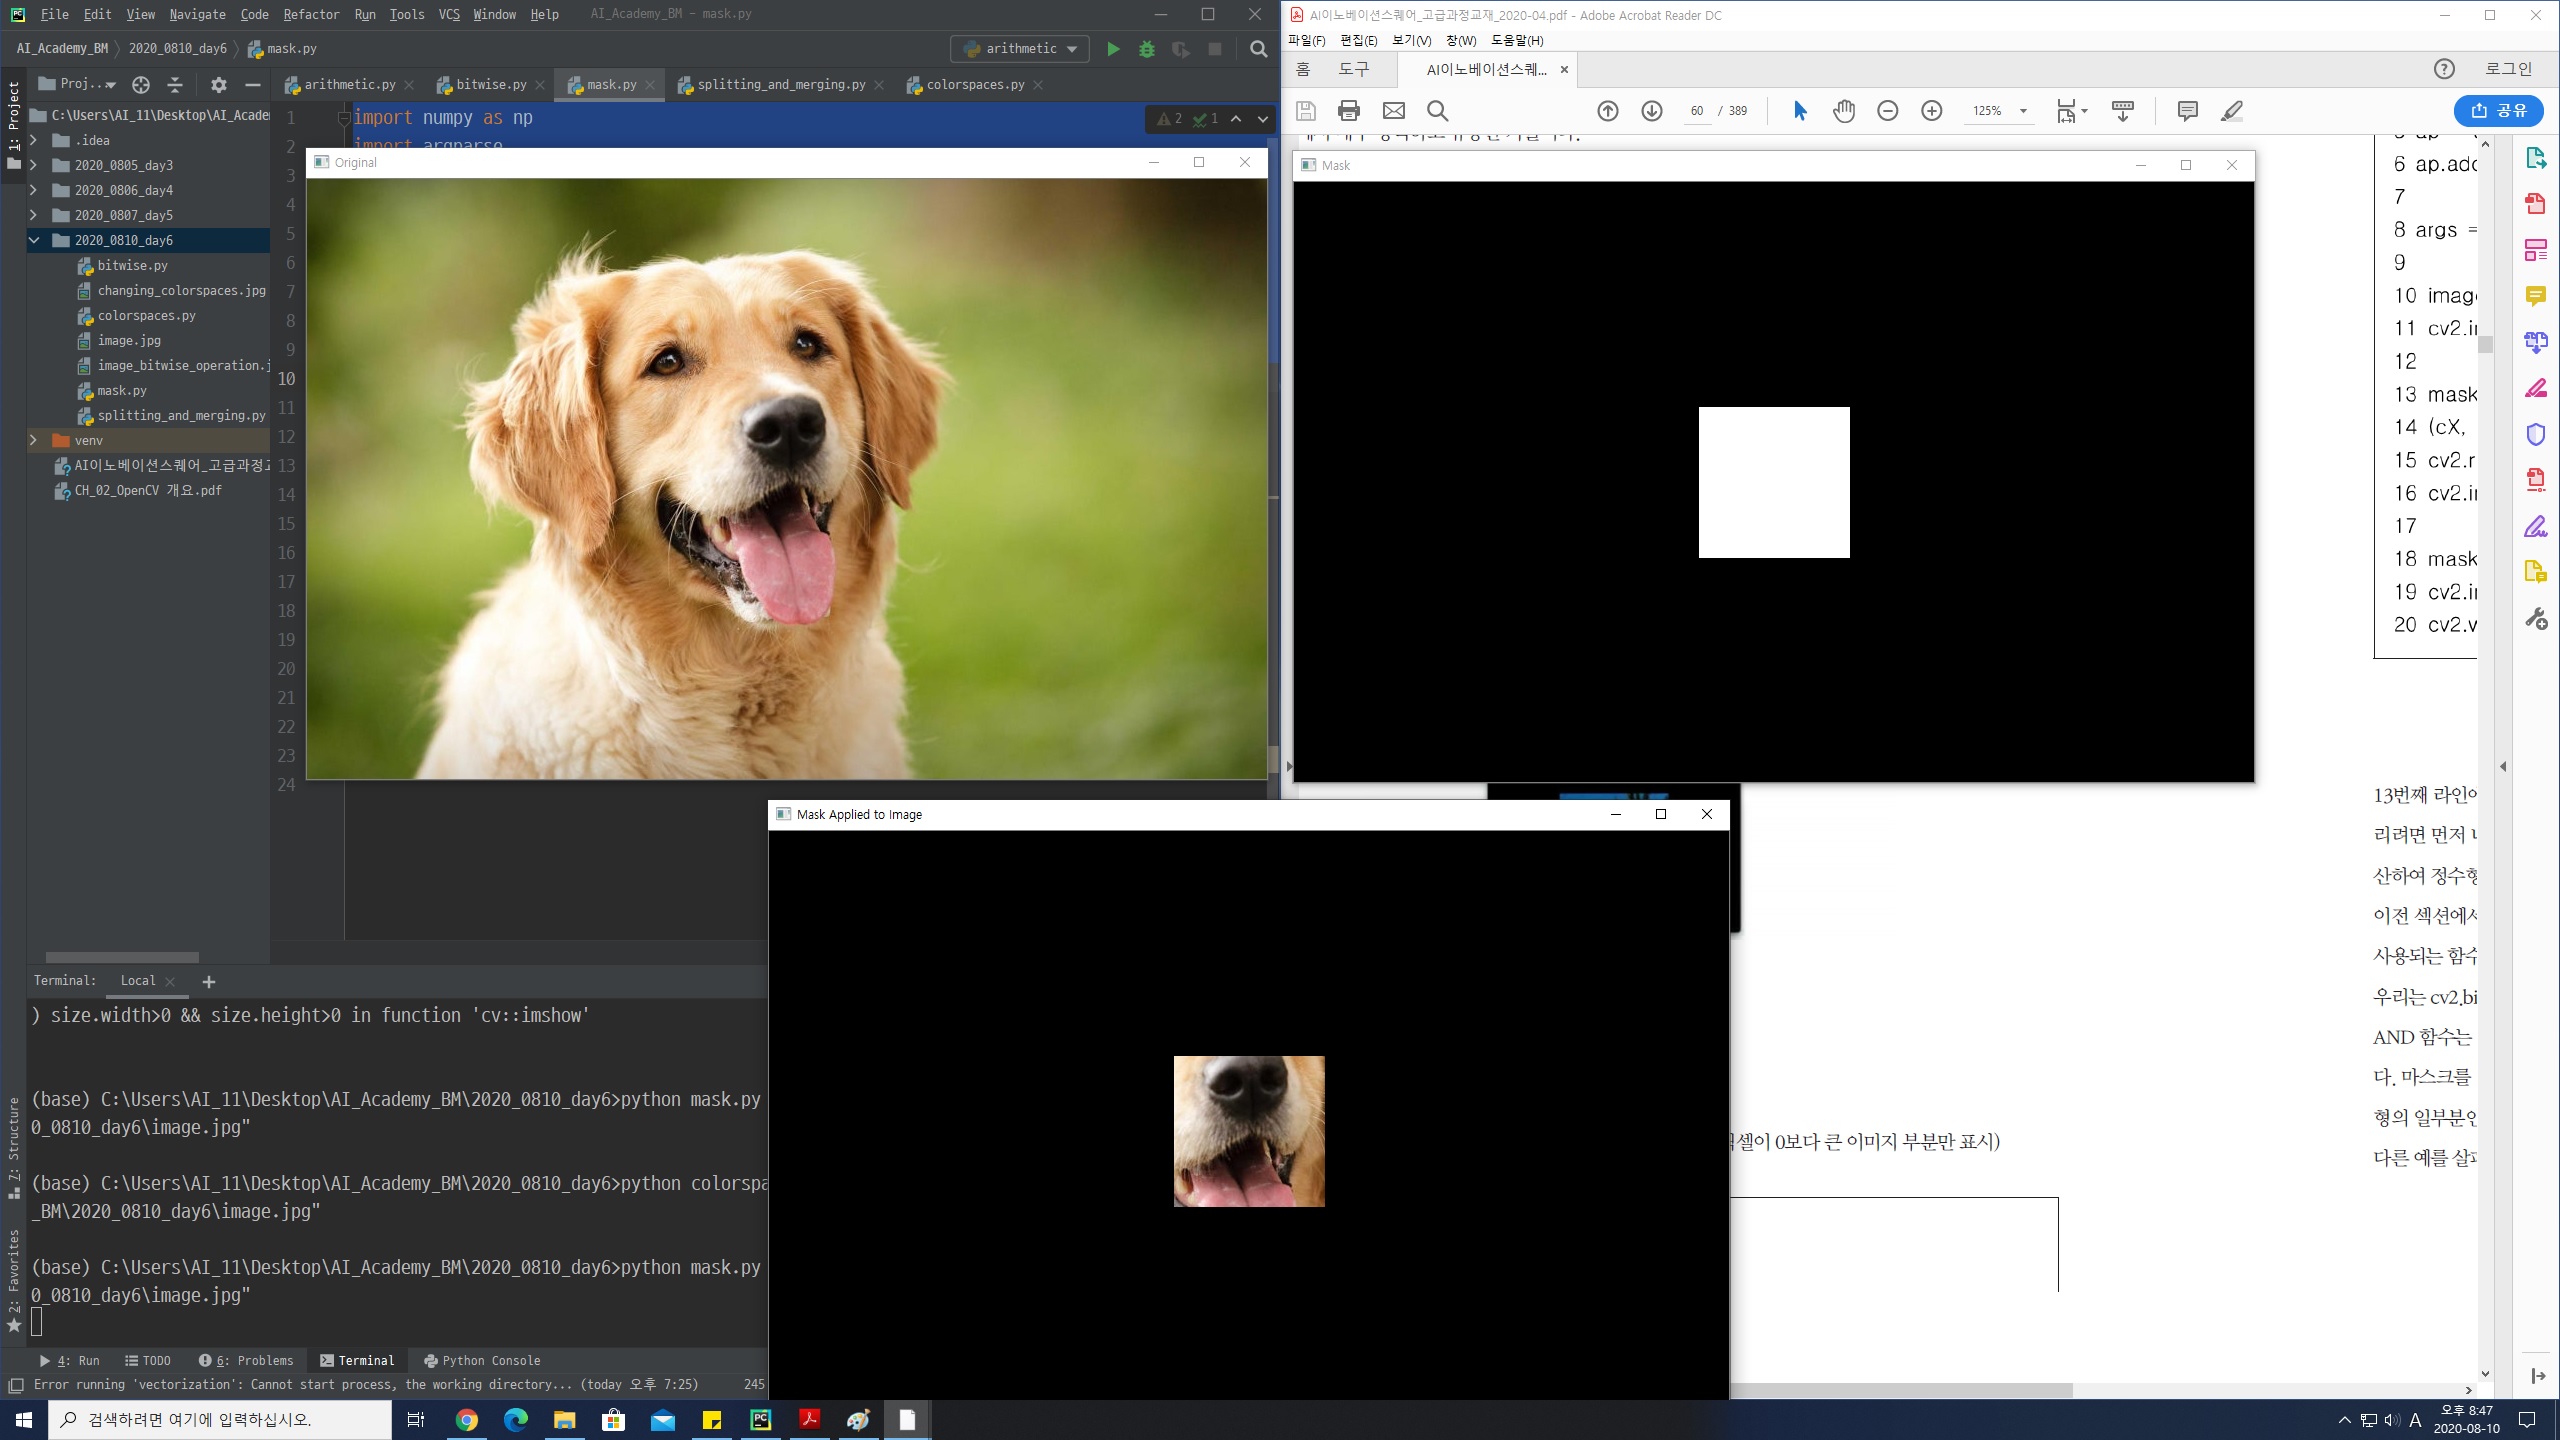 File Edit View Navigate Code Refactor Run Tools VCS Window Help AI_Academy_BM - mask.py
AI_Academy_BM 2020_0810_day6 mask.py
arithmetic
1: Project
Proj...
arithmetic.py
bitwise.py
mask.py
splitting_and_merging.py
colorspaces.py
C:\Users\AI_11\Desktop\AI_Acade
.idea
2020_0805_day3
2020_0806_day4
2020_0807_day5
2020_0810_day6
bitwise.py
changing_colorspaces.jpg
colorspaces.py
image.jpg
image_bitwise_operation.j
mask.py
splitting_and_merging.py
venv
AI이노베이션스퀘어_고급과정교
CH_02_OpenCV 개요.pdf
1 import numpy as np
2 1
2 import argparse
3
4
5
6
7
8
9
10
11
12
13
14
15
16
17
18
19
20
21
22
23
24
Original
Terminal: Local
) size.width>0 && size.height>0 in function 'cv::imshow'
(base) C:\Users\AI_11\Desktop\AI_Academy_BM\2020_0810_day6>python mask.py
0_0810_day6\image.jpg"
(base) C:\Users\AI_11\Desktop\AI_Academy_BM\2020_0810_day6>python colorspa
_BM\2020_0810_day6\image.jpg"
(base) C:\Users\AI_11\Desktop\AI_Academy_BM\2020_0810_day6>python mask.py
0_0810_day6\image.jpg"
7: Structure
2: Favorites
4: Run TODO 6: Problems Terminal Python Console
Error running 'vectorization': Cannot start process, the working directory... (today 오후 7:25) 245
AI이노베이션스퀘어_고급과정교재_2020-04.pdf - Adobe Acrobat Reader DC
파일(F) 편집(E) 보기(V) 창(W) 도움말(H)
홈 도구 AI이노베이션스퀘... 로그인
60 / 389 125% 공유
Mask
6 ap.adc
7
8 args =
9
10 image
11 cv2.ir
12
13 mask
14 (cX,
15 cv2.r
16 cv2.ir
17
18 mask
19 cv2.ir
20 cv2.w
13번째 라인에
리려면 먼저
산하여 정수형
이전 섹션에서
사용되는 함수
우리는 cv2.bi
AND 함수는
다. 마스크를
형의 일부분인
다른 예를 살펴
Mask Applied to Image
픽셀이 0보다 큰 이미지 부분만 표시)
검색하려면 여기에 입력하십시오.
A
오후 8:47
2020-08-10